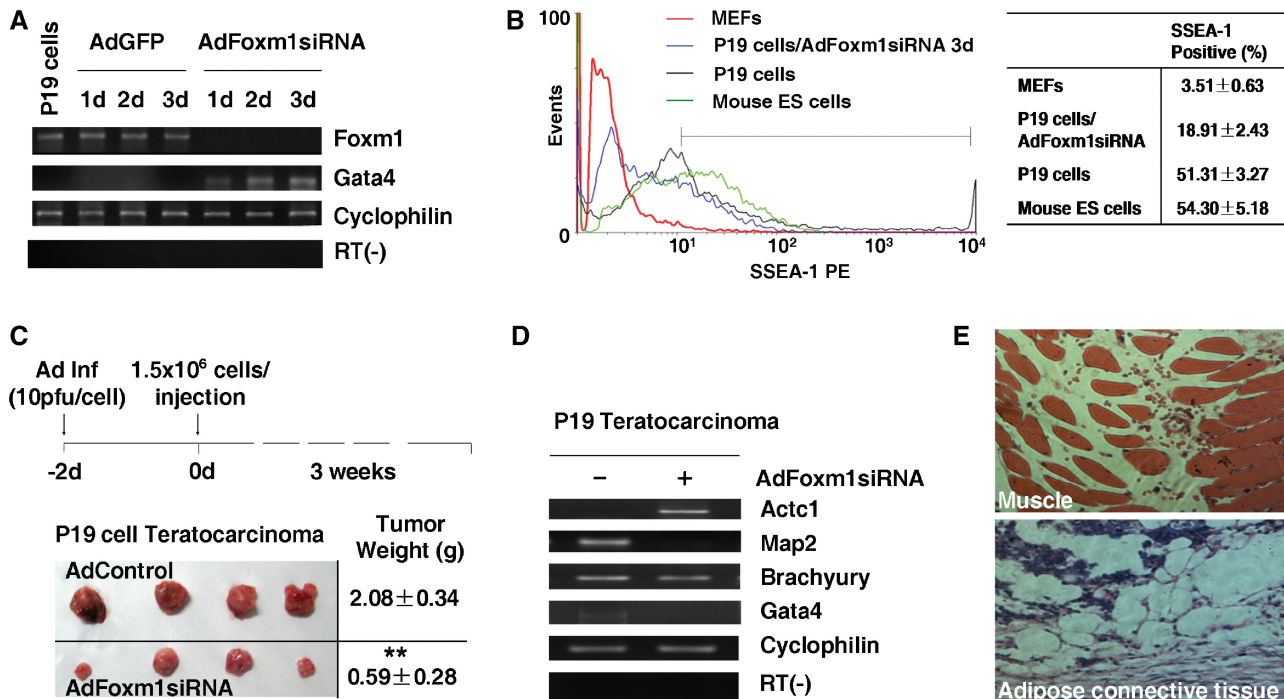 A
P19 cells
AdGFP
AdFoxm1siRNA
1d 2d 3d 1d 2d 3d
Foxm1
Gata4
Cyclophilin
RT(-)
B
100
Events
0
MEFs
P19 cells/AdFoxm1siRNA 3d
P19 cells
Mouse ES cells
10¹ 10² 10³ 10⁴
SSEA-1 PE
SSEA-1
Positive (%)
MEFs 3.51±0.63
P19 cells/
AdFoxm1siRNA 18.91±2.43
P19 cells 51.31±3.27
Mouse ES cells 54.30±5.18
C
Ad Inf
(10pfu/cell)
1.5x10⁶ cells/
injection
-2d 0d 3 weeks
P19 cell Teratocarcinoma
Tumor
Weight (g)
AdControl
2.08±0.34
**
0.59±0.28
AdFoxm1siRNA
D
P19 Teratocarcinoma
− + AdFoxm1siRNA
Actc1
Map2
Brachyury
Gata4
Cyclophilin
RT(-)
E
Muscle
Adipose connective tissue